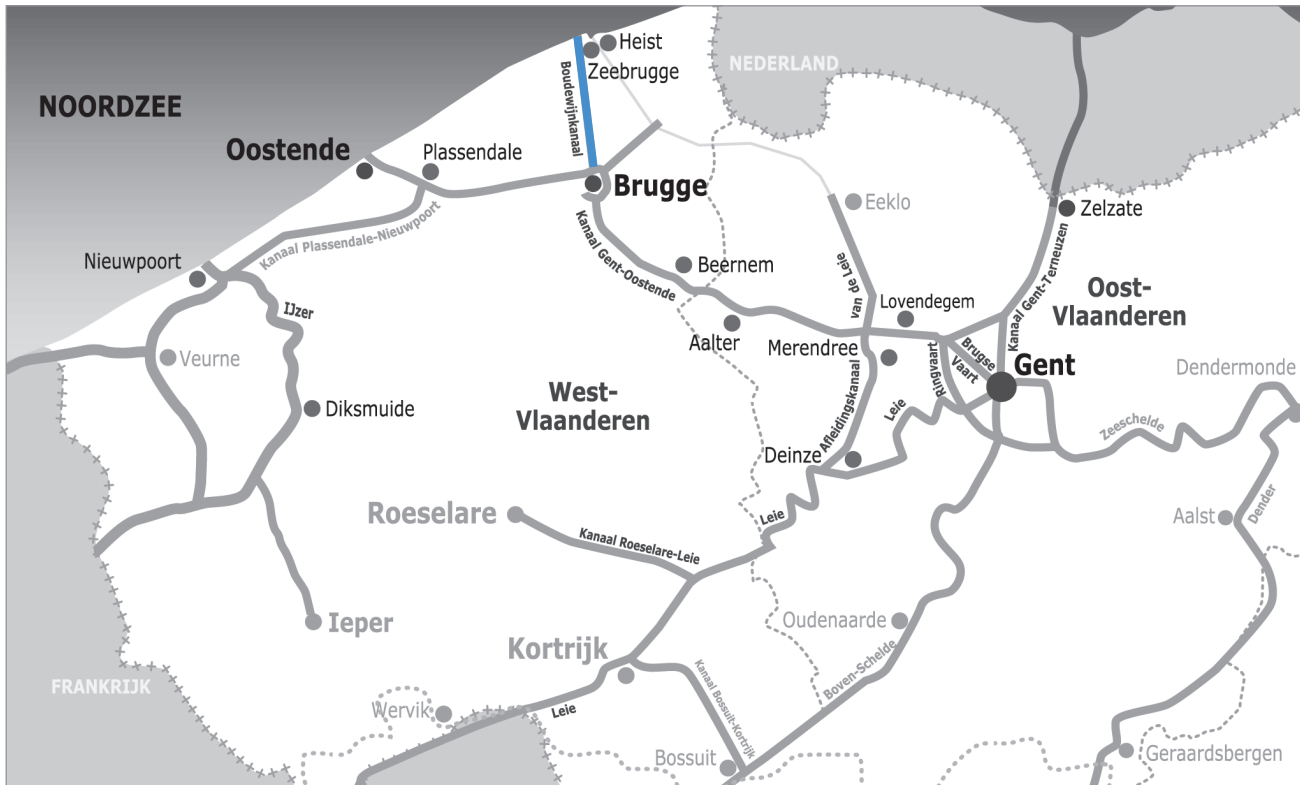 Heist
Zeebrugge
NEDERLAND
Boudewijnkanaal
NOORDZEE
Oostende
Plassendale
Brugge
Eeklo
Zelzate
Kanaal Plassendale-Nieuwpoort
Nieuwpoort
Kanaal Gent-Oostende
Beernem
van de Leie
Kanaal Gent-Terneuzen
Oost-
Vlaanderen
IJzer
Lovendegem
Aalter
Merendree
Ringvaart
Brugse
Vaart
Gent
Veurne
Dendermonde
West-
Vlaanderen
Afleidingskanaal
Leie
Diksmuide
Zeeschelde
Deinze
Roeselare
Leie
Aalst
Dender
Kanaal Roeselare-Leie
Ieper
Oudenaarde
Kortrijk
FRANKRIJK
Kanaal Bossuit-Kortrijk
Boven-Schelde
Wervik
Leie
Bossuit
Geraardsbergen